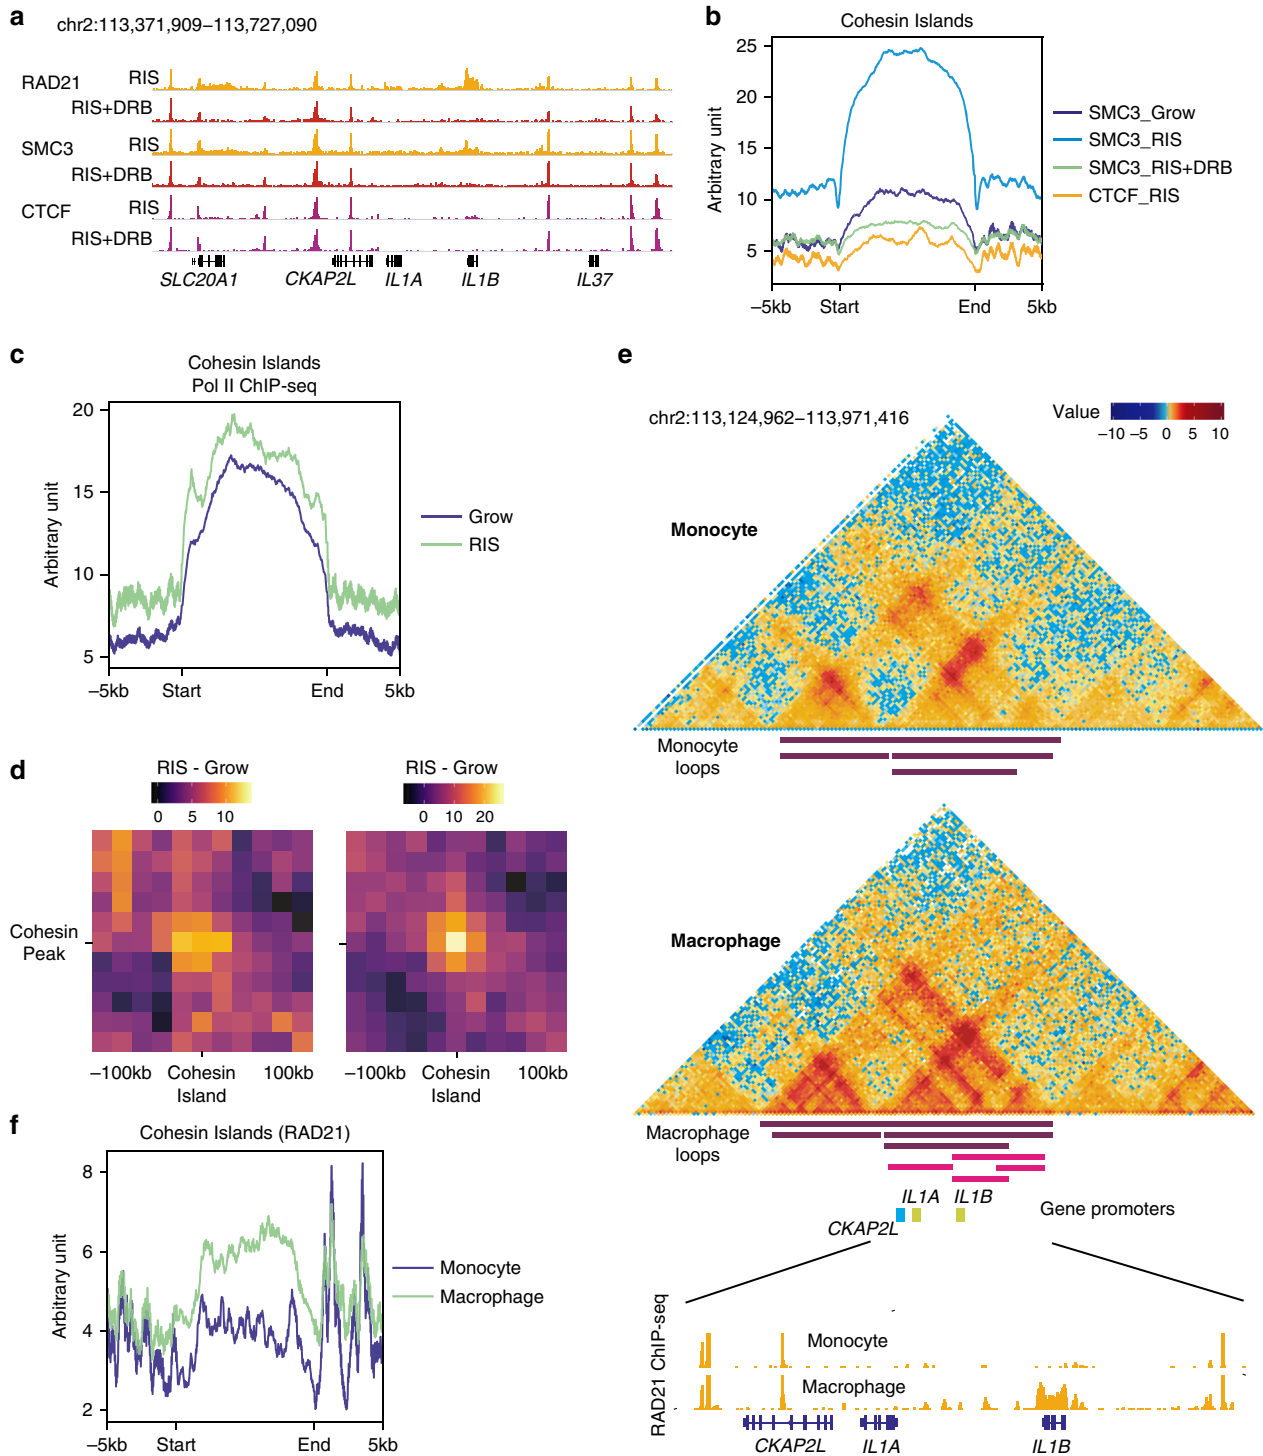 a
chr2:113,371,909–113,727,090
RAD21 RIS
RIS+DRB
SMC3 RIS
RIS+DRB
CTCF RIS
RIS+DRB
SLC20A1 CKAP2L IL1A IL1B IL37
b
Cohesin Islands
Arbitrary unit
25
20
15
10
5
–5kb Start End 5kb
SMC3_Grow
SMC3_RIS
SMC3_RIS+DRB
CTCF_RIS
c
Cohesin Islands
Pol II ChIP-seq
Arbitrary unit
20
15
10
5
–5kb Start End 5kb
Grow
RIS
d
RIS - Grow
0 5 10
RIS - Grow
0 10 20
Cohesin
Peak
–100kb Cohesin Island 100kb
–100kb Cohesin Island 100kb
e
chr2:113,124,962–113,971,416
Value
–10 –5 0 5 10
Monocyte
Monocyte
loops
Macrophage
Macrophage
loops
IL1A IL1B
CKAP2L
Gene promoters
RAD21 ChIP-seq
Monocyte
Macrophage
CKAP2L IL1A IL1B
f
Cohesin Islands (RAD21)
Arbitrary unit
8
6
4
2
–5kb Start End 5kb
Monocyte
Macrophage